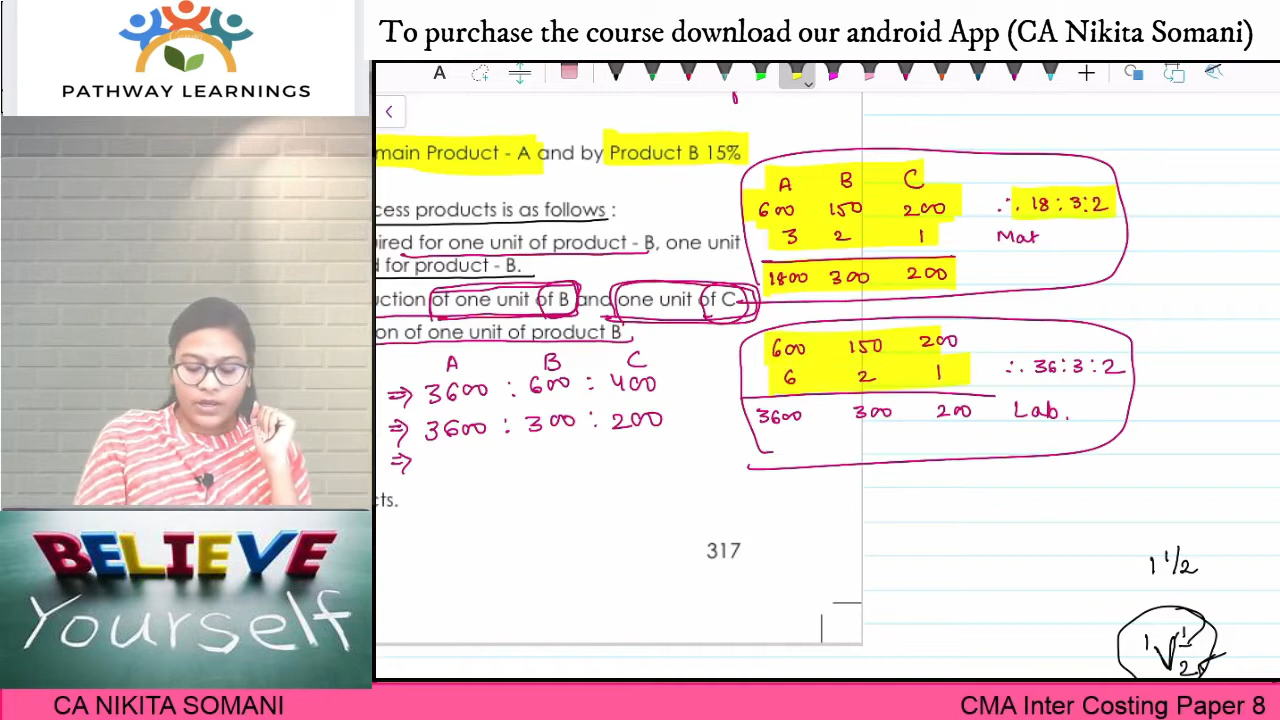 To purchase the course download our android App (CA Nikita Somani)
PATHWAY LEARNINGS
A
main Product - A and by Product B 15%
cess products is as follows :
ired for one unit of product - B, one unit
d for product - B.
uction of one unit of B and one unit of C
ion of one unit of product B
A B C
⇒ 3600 : 600 : 400
⇒ 3600 : 300 : 200
⇒
cts.
317
A B C
600 150 200 ∴ 18 : 3 : 2
3 2 1 Mat
1800 300 200
600 150 200
6 2 1 ∴ 36 : 3 : 2
3600 300 200 Lab.
1 1/2
BELIEVE
Yourself
CA NIKITA SOMANI
CMA Inter Costing Paper 8